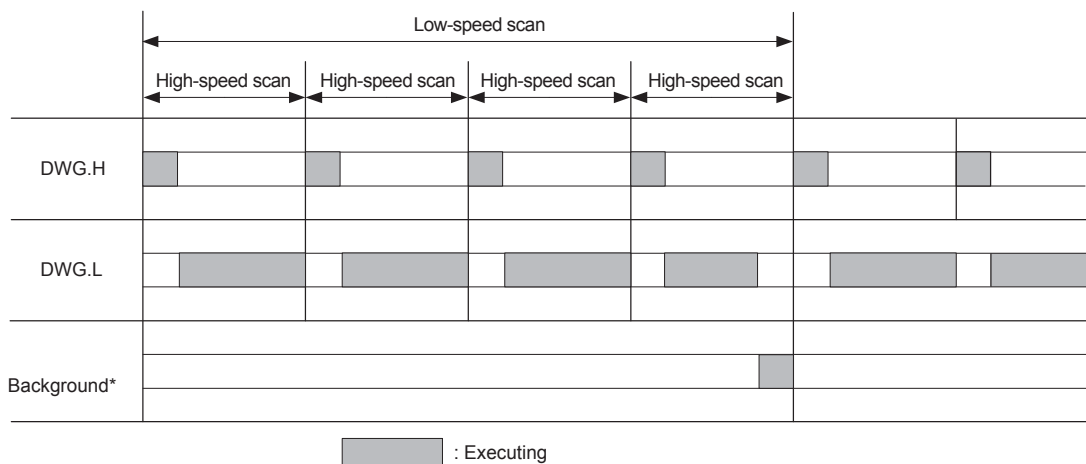 Low-speed scan
High-speed scan High-speed scan High-speed scan High-speed scan
DWG.H
DWG.L
Background*
: Executing